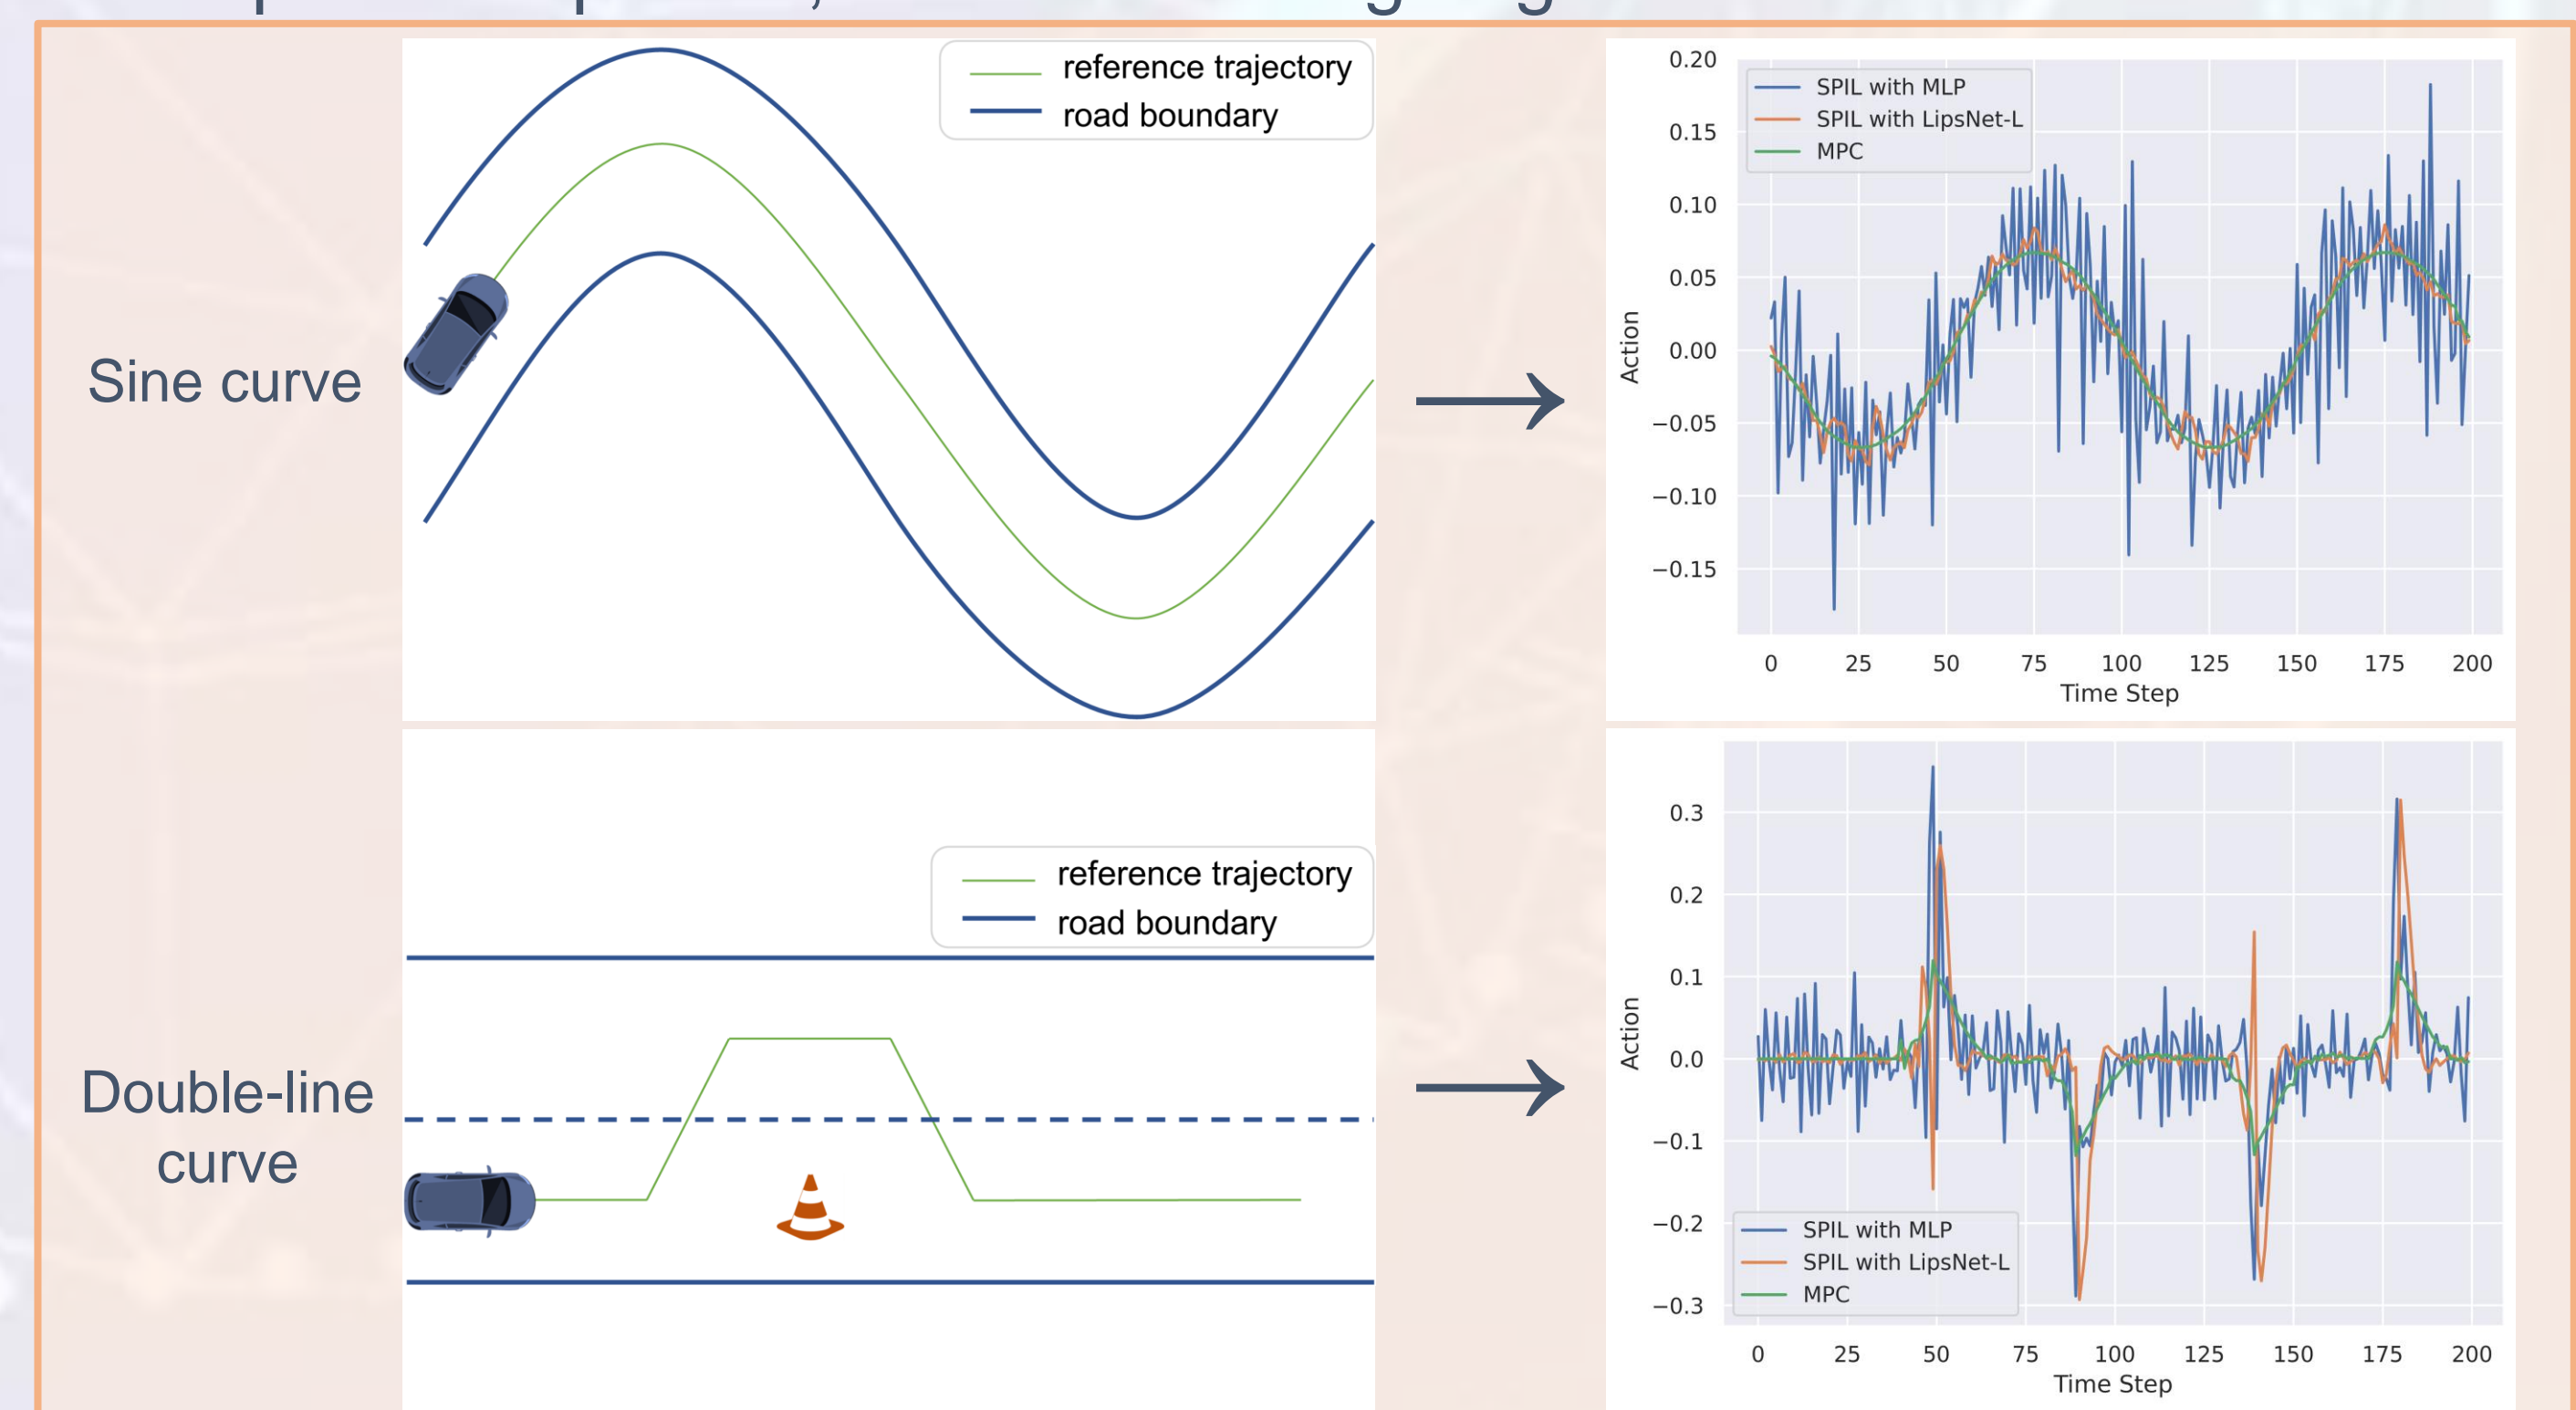 reference trajectory
road boundary
Sine curve
0.20
0.15
0.10
0.05
0.00
−0.05
−0.10
−0.15
Action
SPIL with MLP
SPIL with LipsNet-L
MPC
0 25 50 75 100 125 150 175 200
Time Step
reference trajectory
road boundary
Double-line
curve
0.3
0.2
0.1
0.0
−0.1
−0.2
−0.3
Action
SPIL with MLP
SPIL with LipsNet-L
MPC
0 25 50 75 100 125 150 175 200
Time Step